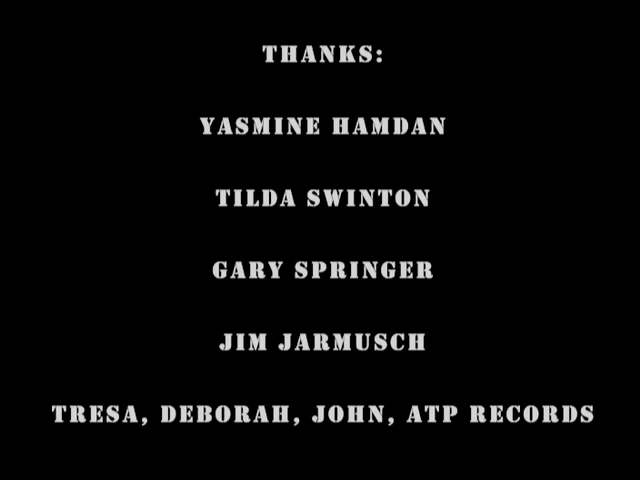 THANKS:
YASMINE HAMDAN
TILDA SWINTON
GARY SPRINGER
JIM JARMUSCH
TRESA, DEBORAH, JOHN, ATP RECORDS